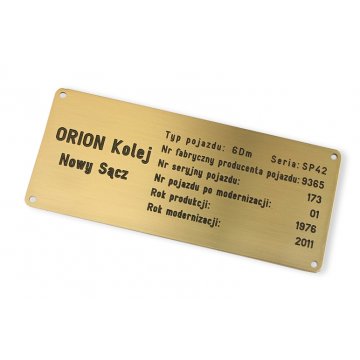 ORION Kolej
Nowy Sącz
Typ pojazdu: 6Dm Seria: SP42
Nr fabryczny producenta pojazdu: 9365
Nr seryjny pojazdu: 173
Nr pojazdu po modernizacji: 01
Rok produkcji: 1976
Rok modernizacji: 2011